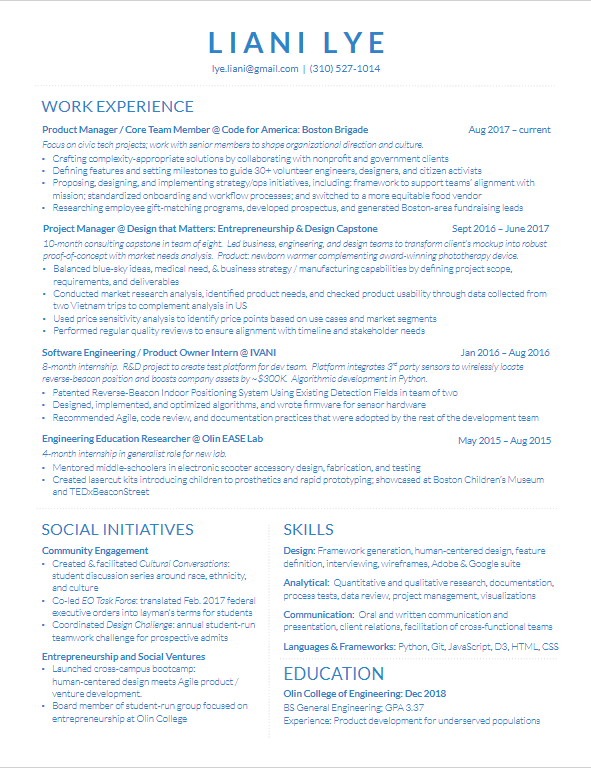 LIANI LYE
lye.liani@gmail.com | (310) 527-1014
WORK EXPERIENCE
Product Manager / Core Team Member @ Code for America: Boston Brigade Aug 2017 – current
Focus on civic tech projects; work with senior members to shape organizational direction and culture.
• Crafting complexity-appropriate solutions by collaborating with nonprofit and government clients
• Defining features and setting milestones to guide 30+ volunteer engineers, designers, and citizen activists
• Proposing, designing, and implementing strategy/ops initiatives, including: framework to support teams' alignment with
mission; standardized onboarding and workflow processes; and switched to a more equitable food vendor
• Researching employee gift-matching programs, developed prospectus, and generated Boston-area fundraising leads
Project Manager @ Design that Matters: Entrepreneurship & Design Capstone Sept 2016 – June 2017
10-month consulting capstone in team of eight. Led business, engineering, and design teams to transform client's mockup into robust
proof-of-concept with market needs analysis. Product: newborn warmer complementing award-winning phototherapy device.
• Balanced blue-sky ideas, medical need, & business strategy / manufacturing capabilities by defining project scope,
requirements, and deliverables
• Conducted market research analysis, identified product needs, and checked product usability through data collected from
two Vietnam trips to complement analysis in US
• Used price sensitivity analysis to identify price points based on use cases and market segments
• Performed regular quality reviews to ensure alignment with timeline and stakeholder needs
Software Engineering / Product Owner Intern @ IVANI Jan 2016 – Aug 2016
8-month internship. R&D project to create test platform for dev team. Platform integrates 3rd party sensors to wirelessly locate
reverse-beacon position and boosts company assets by ~$300K. Algorithmic development in Python.
• Patented Reverse-Beacon Indoor Positioning System Using Existing Detection Fields in team of two
• Designed, implemented, and optimized algorithms, and wrote firmware for sensor hardware
• Recommended Agile, code review, and documentation practices that were adopted by the rest of the development team
Engineering Education Researcher @ Olin EASE Lab May 2015 – Aug 2015
4-month internship in generalist role for new lab.
• Mentored middle-schoolers in electronic scooter accessory design, fabrication, and testing
• Created lasercut kits introducing children to prosthetics and rapid prototyping; showcased at Boston Children's Museum
and TEDxBeaconStreet
SOCIAL INITIATIVES
Community Engagement
• Created & facilitated Cultural Conversations:
student discussion series around race, ethnicity,
and culture
• Co-led EO Task Force: translated Feb. 2017 federal
executive orders into layman's terms for students
• Coordinated Design Challenge: annual student-run
teamwork challenge for prospective admits
Entrepreneurship and Social Ventures
• Launched cross-campus bootcamp:
human-centered design meets Agile product /
venture development.
• Board member of student-run group focused on
entrepreneurship at Olin College
SKILLS
Design: Framework generation, human-centered design, feature
definition, interviewing, wireframes, Adobe & Google suite
Analytical: Quantitative and qualitative research, documentation,
process tests, data review, project management, visualizations
Communication: Oral and written communication and
presentation, client relations, facilitation of cross-functional teams
Languages & Frameworks: Python, Git, JavaScript, D3, HTML, CSS
EDUCATION
Olin College of Engineering: Dec 2018
BS General Engineering; GPA 3.37
Experience: Product development for underserved populations